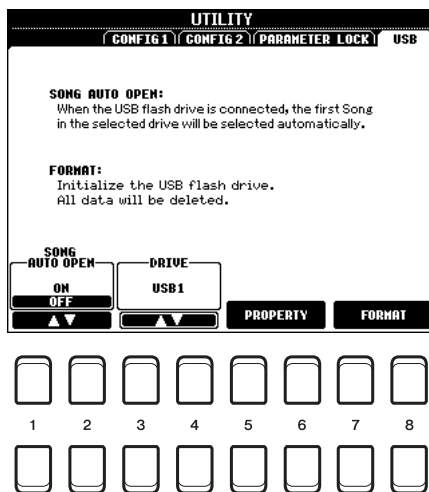 UTILITY
CONFIG 1 CONFIG 2 PARAMETER LOCK USB
SONG AUTO OPEN:
When the USB flash drive is connected, the first Song
in the selected drive will be selected automatically.
FORMAT:
Initialize the USB flash drive.
All data will be deleted.
SONG
AUTO OPEN DRIVE
ON USB1
OFF
▲▼ ▲▼ PROPERTY FORMAT
1 2 3 4 5 6 7 8